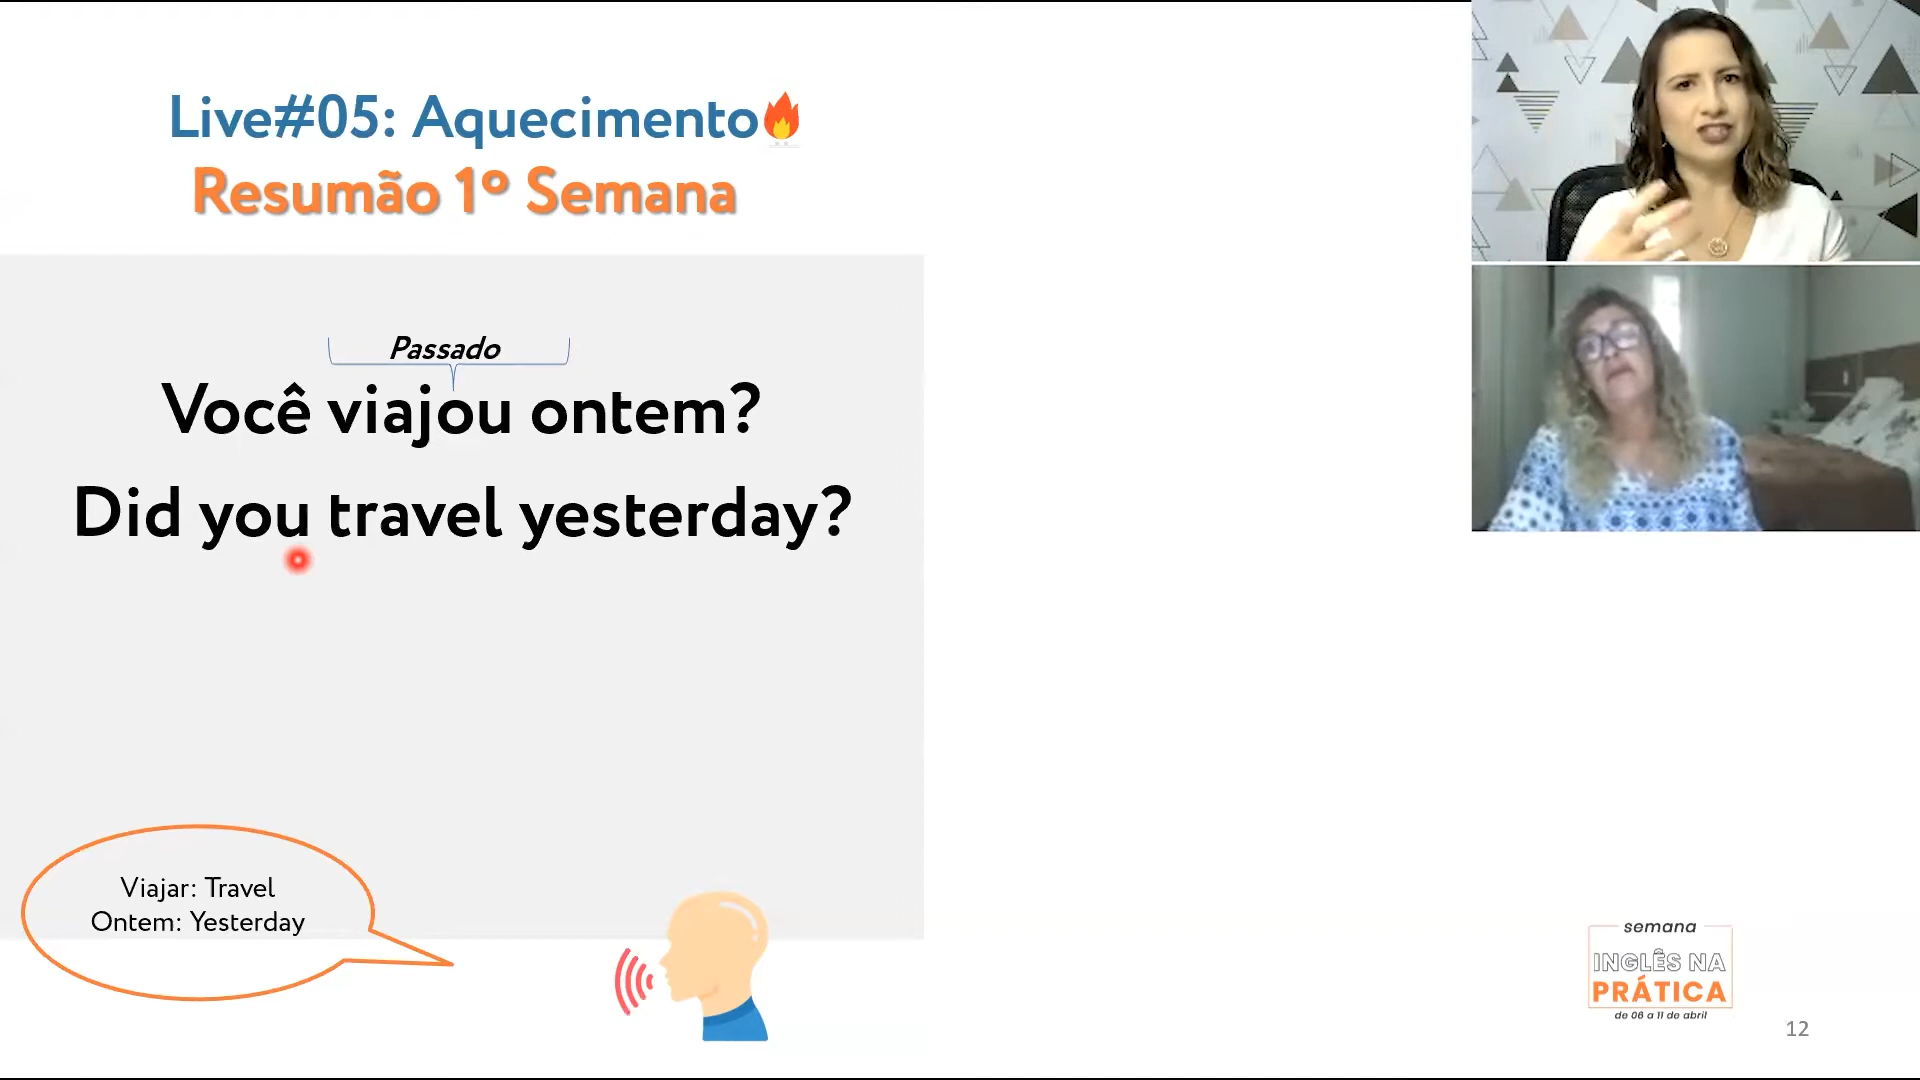 Live#05: Aquecimento
Resumão 1º Semana
Passado
Você viajou ontem?
Did you travel yesterday?
Viajar: Travel
Ontem: Yesterday
semana
INGLÊS NA
PRÁTICA
de 06 a 11 de abril
12